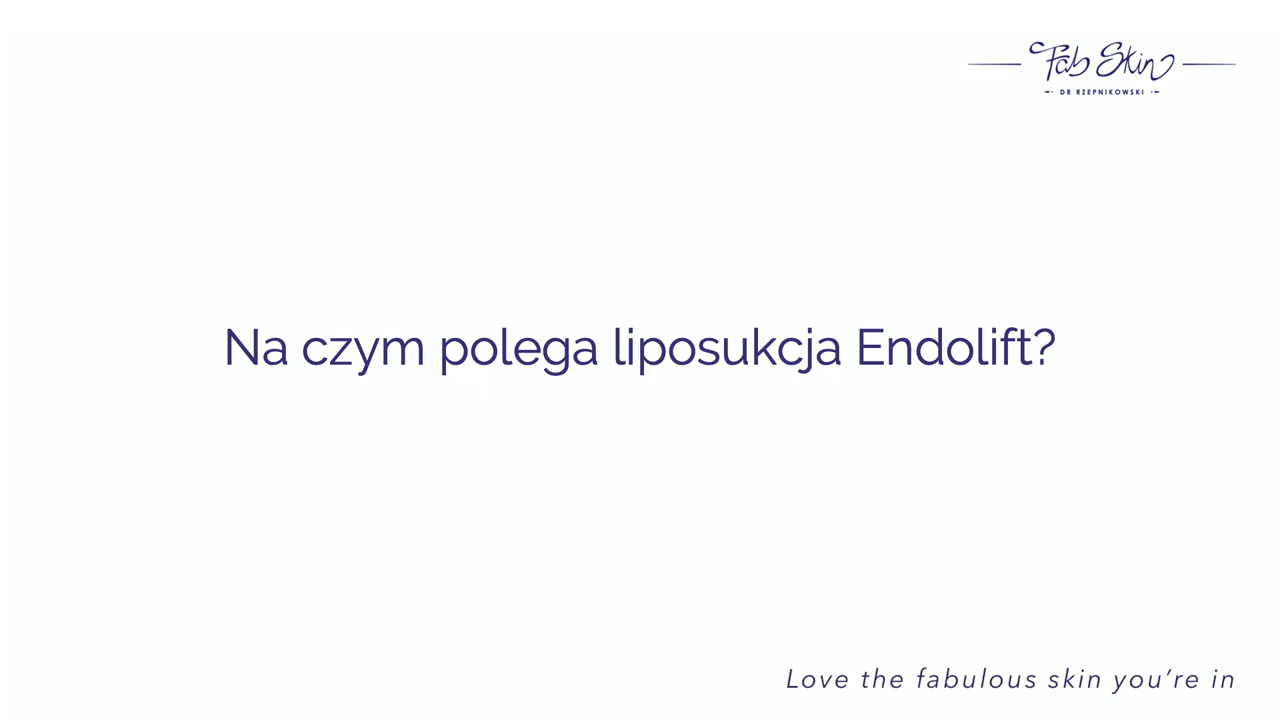 Fab Skin
DR RZEPNIKOWSKI
Na czym polega liposukcja Endolift?
Love the fabulous skin you're in